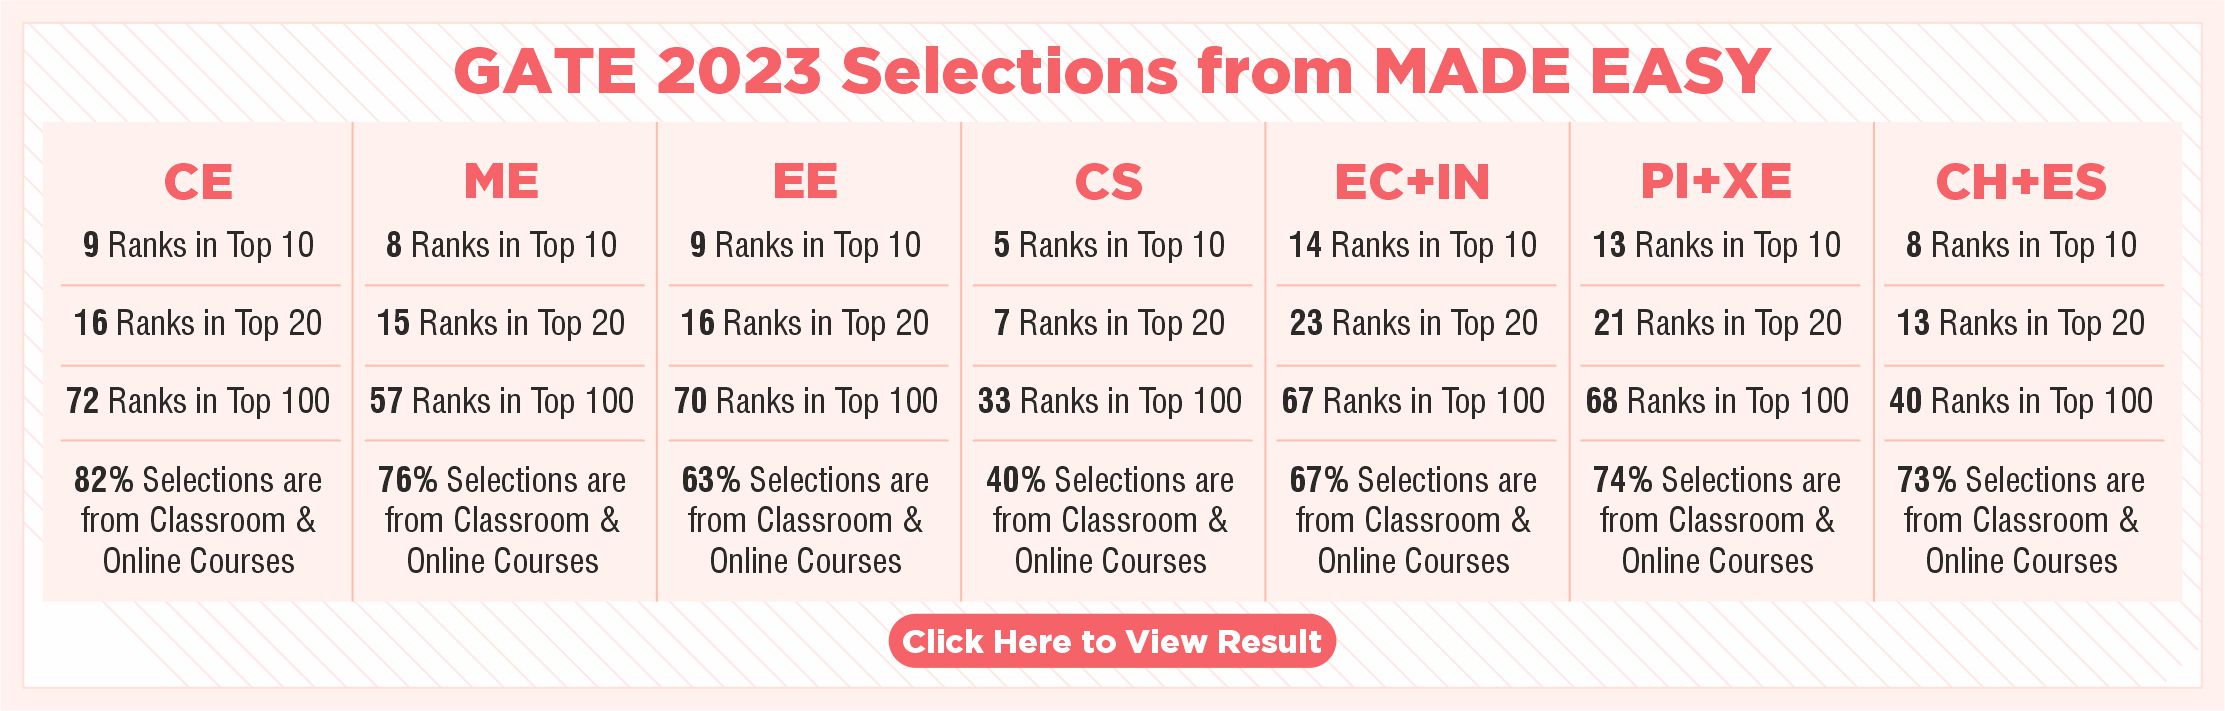 GATE 2023 Selections from MADE EASY
CE
9 Ranks in Top 10
16 Ranks in Top 20
72 Ranks in Top 100
82% Selections are
from Classroom &
Online Courses
ME
8 Ranks in Top 10
15 Ranks in Top 20
57 Ranks in Top 100
76% Selections are
from Classroom &
Online Courses
EE
9 Ranks in Top 10
16 Ranks in Top 20
70 Ranks in Top 100
63% Selections are
from Classroom &
Online Courses
CS
5 Ranks in Top 10
7 Ranks in Top 20
33 Ranks in Top 100
40% Selections are
from Classroom &
Online Courses
EC+IN
14 Ranks in Top 10
23 Ranks in Top 20
67 Ranks in Top 100
67% Selections are
from Classroom &
Online Courses
PI+XE
13 Ranks in Top 10
21 Ranks in Top 20
68 Ranks in Top 100
74% Selections are
from Classroom &
Online Courses
CH+ES
8 Ranks in Top 10
13 Ranks in Top 20
40 Ranks in Top 100
73% Selections are
from Classroom &
Online Courses
Click Here to View Result